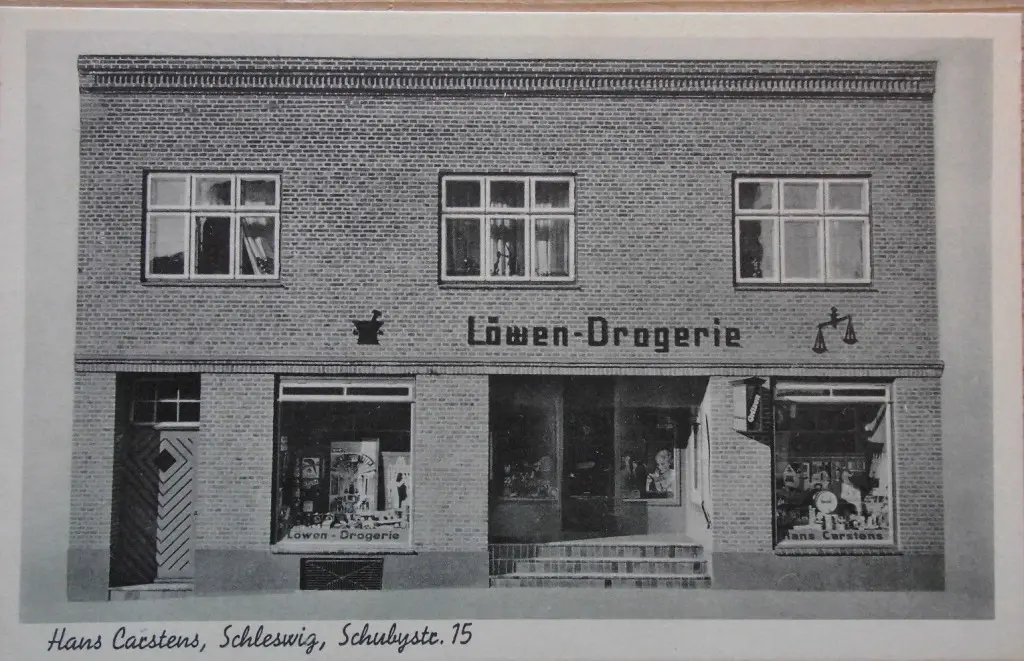 Löwen-Drogerie
Löwen - Drogerie
Hans Carstens
Hans Carstens, Schleswig, Schubystr. 15